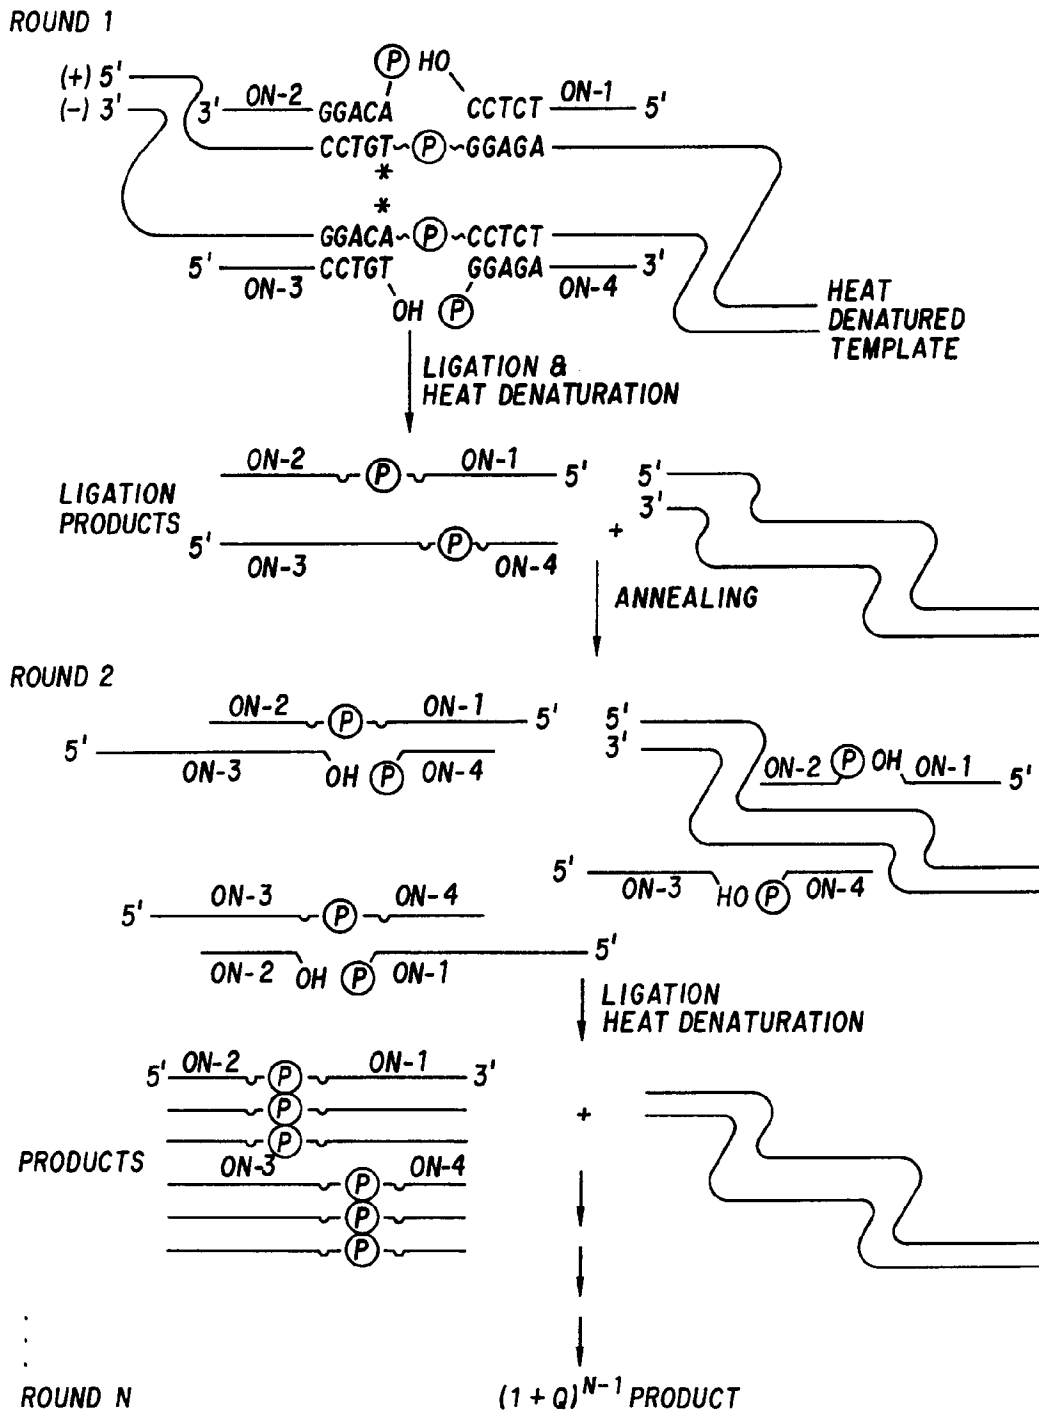 ROUND 1
(+) 5'
(-) 3'
3' ON-2 GGACA P HO CCTCT ON-1 5'
CCTGT~P~GGAGA
*
*
GGACA~P~CCTCT
5' ON-3 CCTGT OH P GGAGA ON-4 3'
HEAT
DENATURED
TEMPLATE
LIGATION &
HEAT DENATURATION
LIGATION
PRODUCTS
ON-2 P ON-1 5'
5' ON-3 P ON-4
+
5'
3'
ANNEALING
ROUND 2
ON-2 P ON-1 5'
5' ON-3 OH P ON-4
5'
3'
ON-2 P OH ON-1 5'
5' ON-3 HO P ON-4
5' ON-3 P ON-4
ON-2 OH P ON-1 5'
LIGATION
HEAT DENATURATION
5' ON-2 P ON-1 3'
P
P
PRODUCTS
ON-3 P ON-4
P
P
+
ROUND N
(1 + Q)^N-1 PRODUCT